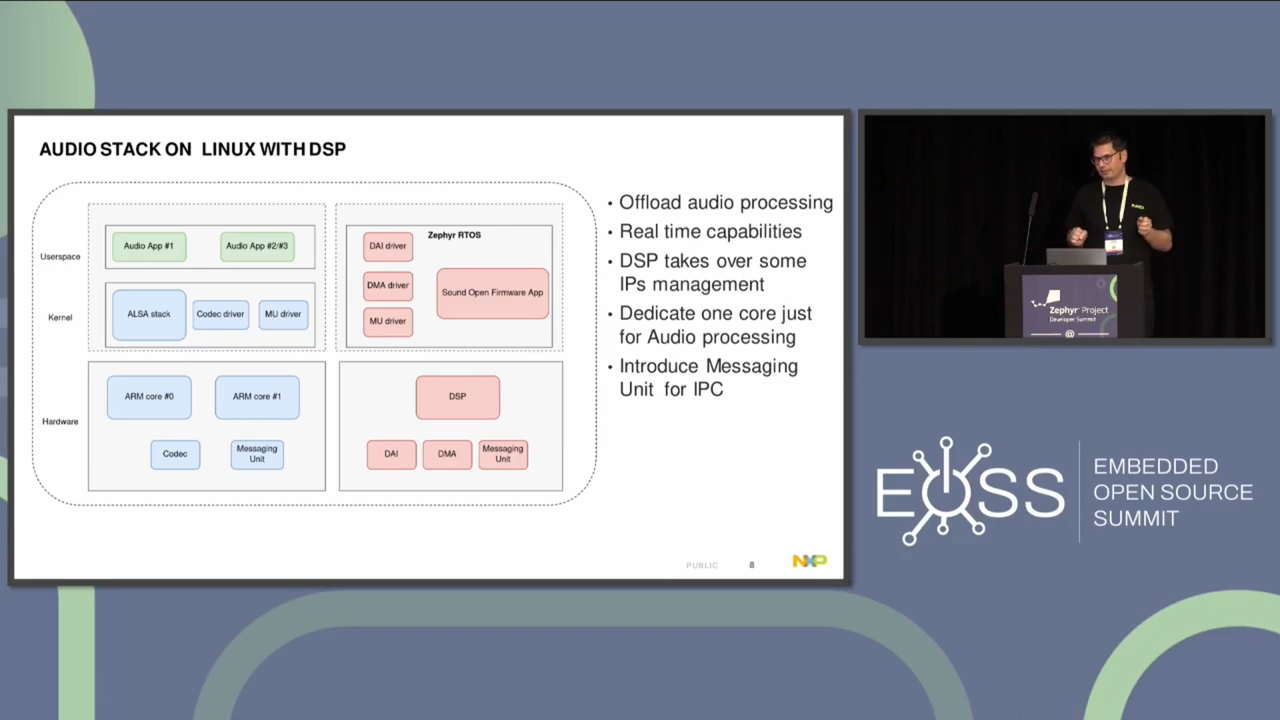 AUDIO STACK ON LINUX WITH DSP
Userspace
Audio App #1
Audio App #2/#3
Kernel
ALSA stack
Codec driver
MU driver
Zephyr RTOS
DAI driver
DMA driver
MU driver
Sound Open Firmware App
Hardware
ARM core #0
ARM core #1
Codec
Messaging
Unit
DSP
DAI
DMA
Messaging
Unit
• Offload audio processing
• Real time capabilities
• DSP takes over some
IPs management
• Dedicate one core just
for Audio processing
• Introduce Messaging
Unit for IPC
PUBLIC
8
NXP
NXP
Zephyr Project
Developer Summit
@
EOSS
EMBEDDED
OPEN SOURCE
SUMMIT